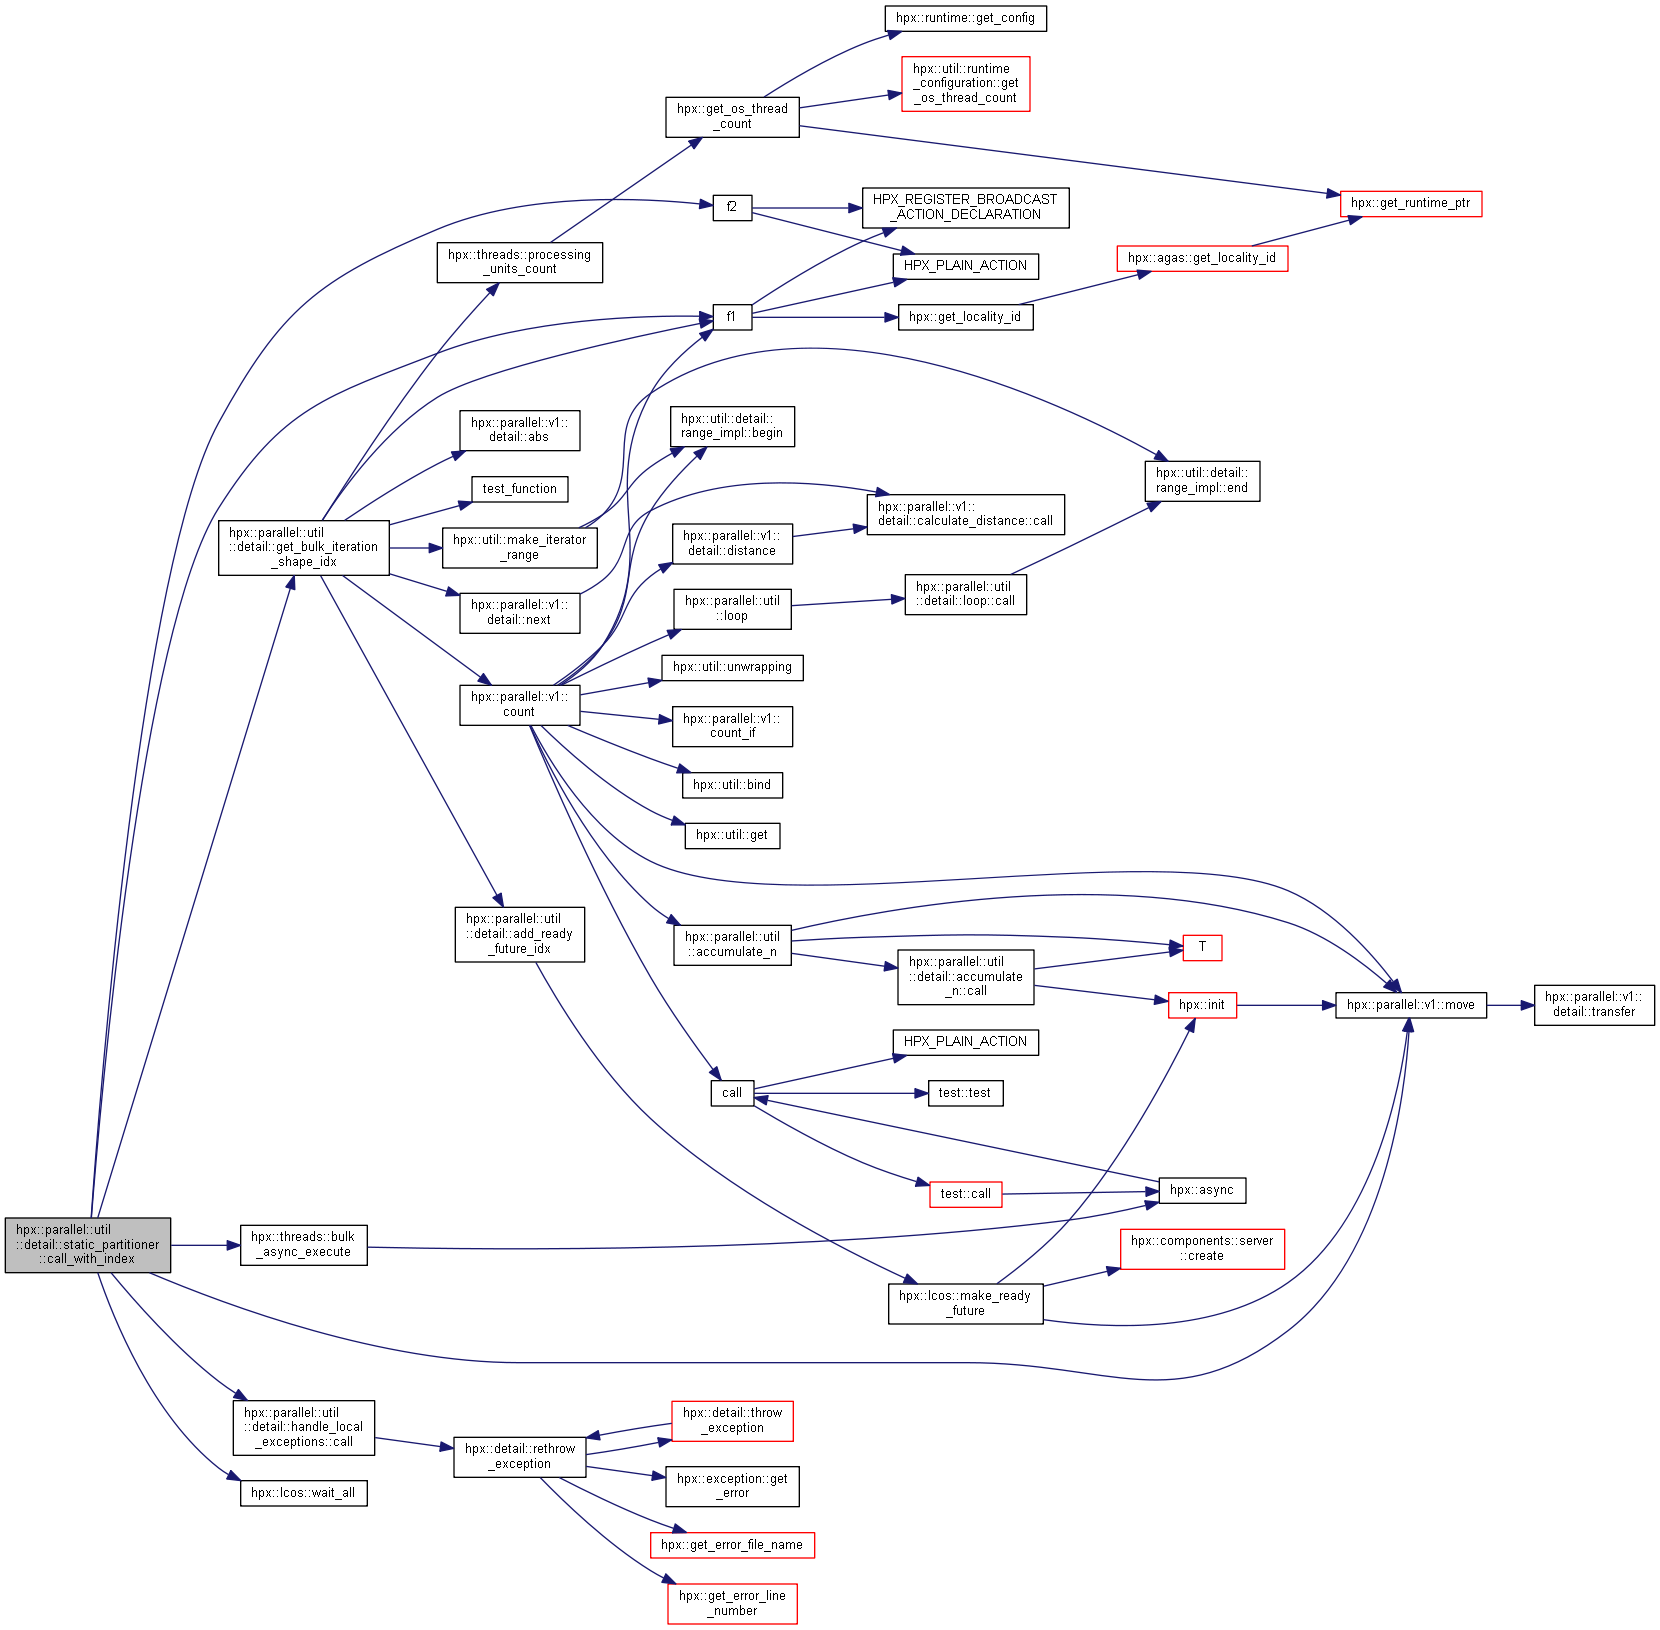 hpx::runtime::get_config
hpx::util::runtime
_configuration::get
_os_thread_count
hpx::get_os_thread
_count
hpx::get_runtime_ptr
f2
HPX_REGISTER_BROADCAST
_ACTION_DECLARATION
hpx::threads::processing
_units_count
HPX_PLAIN_ACTION
hpx::agas::get_locality_id
f1
hpx::get_locality_id
hpx::parallel::v1::
detail::abs
hpx::util::detail::
range_impl::begin
test_function
hpx::util::detail::
range_impl::end
hpx::parallel::v1::
detail::calculate_distance::call
hpx::parallel::util
::detail::get_bulk_iteration
_shape_idx
hpx::util::make_iterator
_range
hpx::parallel::v1::
detail::distance
hpx::parallel::v1::
detail::next
hpx::parallel::util
::loop
hpx::parallel::util
::detail::loop::call
hpx::util::unwrapping
hpx::parallel::v1::
count
hpx::parallel::v1::
count_if
hpx::util::bind
hpx::util::get
hpx::parallel::util
::detail::add_ready
_future_idx
hpx::parallel::util
::accumulate_n
T
hpx::parallel::util
::detail::accumulate
_n::call
hpx::init
hpx::parallel::v1::move
hpx::parallel::v1::
detail::transfer
HPX_PLAIN_ACTION
call
test::test
test::call
hpx::async
hpx::parallel::util
::detail::static_partitioner
::call_with_index
hpx::threads::bulk
_async_execute
hpx::components::server
::create
hpx::lcos::make_ready
_future
hpx::parallel::util
::detail::handle_local
_exceptions::call
hpx::detail::throw
_exception
hpx::detail::rethrow
_exception
hpx::exception::get
_error
hpx::lcos::wait_all
hpx::get_error_file_name
hpx::get_error_line
_number